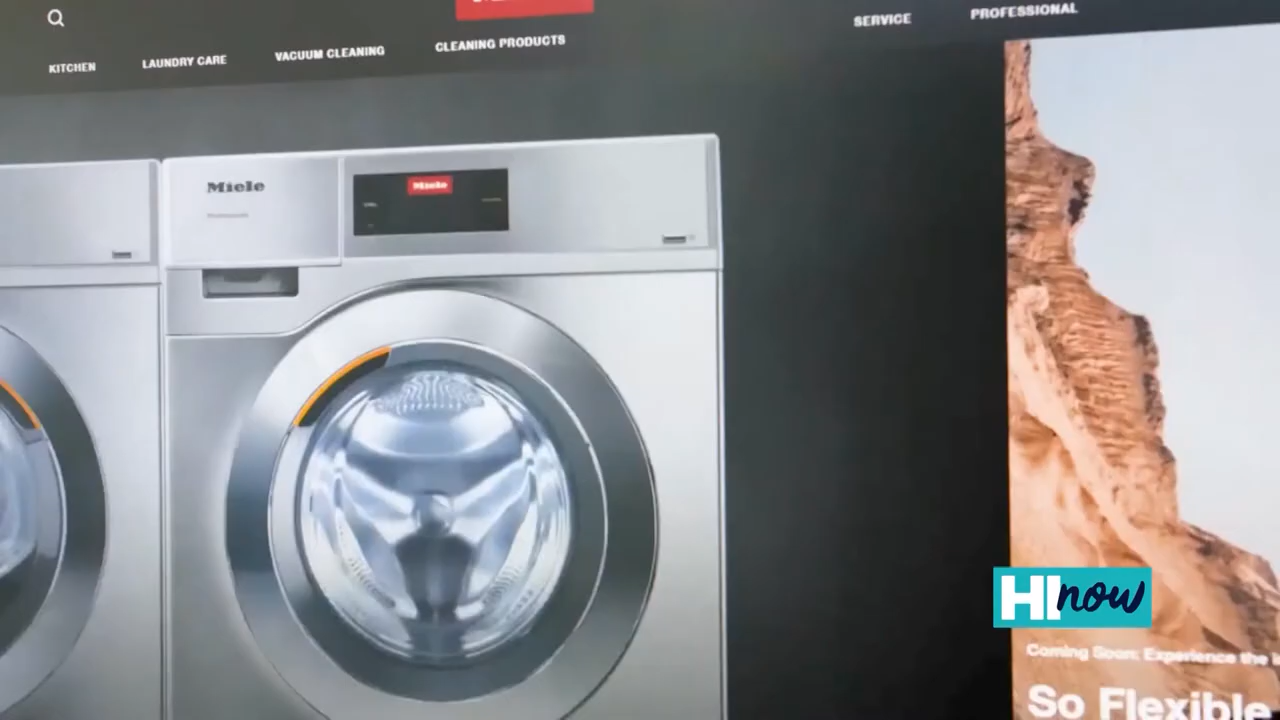 SERVICE
PROFESSIONAL
KITCHEN
LAUNDRY CARE
VACUUM CLEANING
CLEANING PRODUCTS
Miele
Miele
HI now
Coming Soon: Experience the
So Flexible